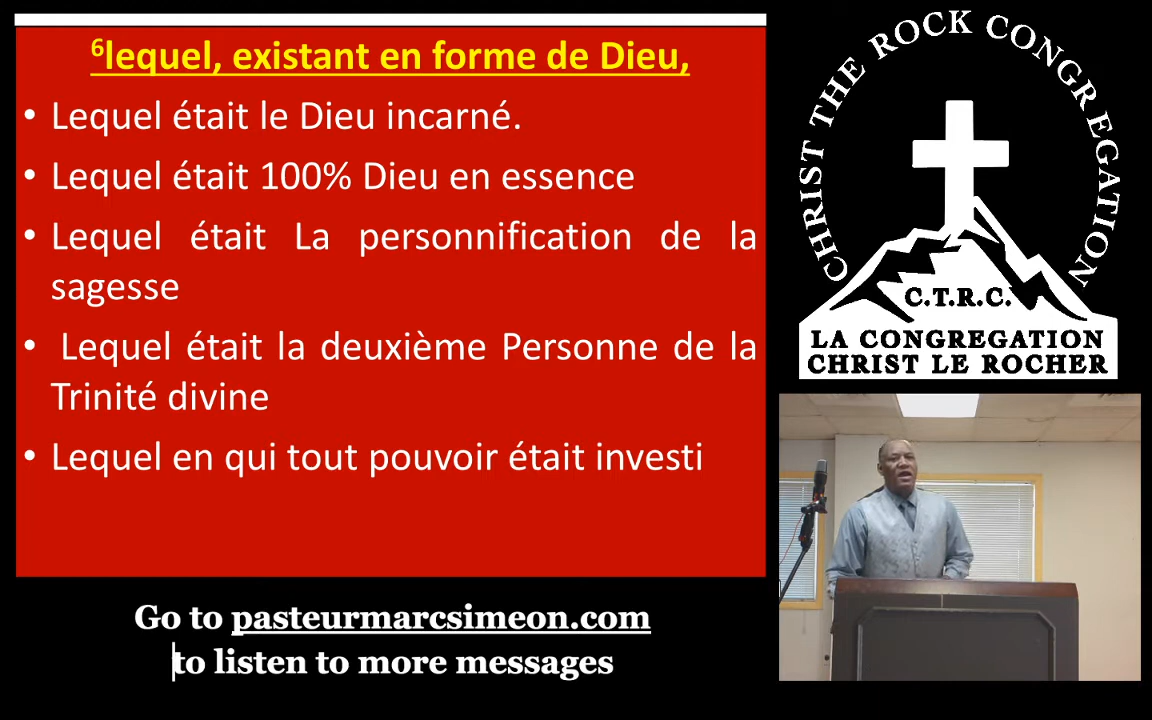 ⁶lequel, existant en forme de Dieu,
• Lequel était le Dieu incarné.
• Lequel était 100% Dieu en essence
• Lequel était La personnification de la
sagesse
• Lequel était la deuxième Personne de la
Trinité divine
• Lequel en qui tout pouvoir était investi
CHRIST THE ROCK CONGREGATION
C.T.R.C.
LA CONGREGATION
CHRIST LE ROCHER
Go to pasteurmarcsimeon.com
to listen to more messages